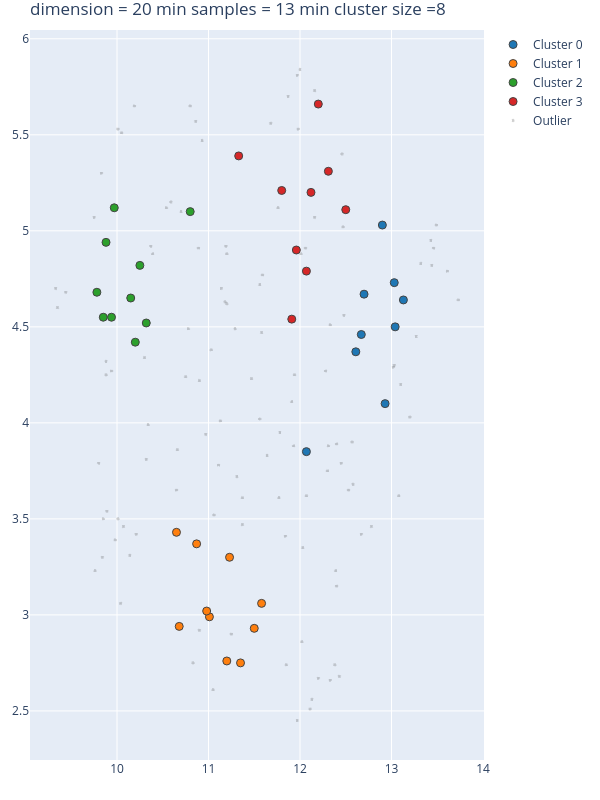 dimension = 20 min samples = 13 min cluster size =8
6
5.5
5
4.5
4
3.5
3
2.5
10
11
12
13
14
Cluster 0
Cluster 1
Cluster 2
Cluster 3
Outlier